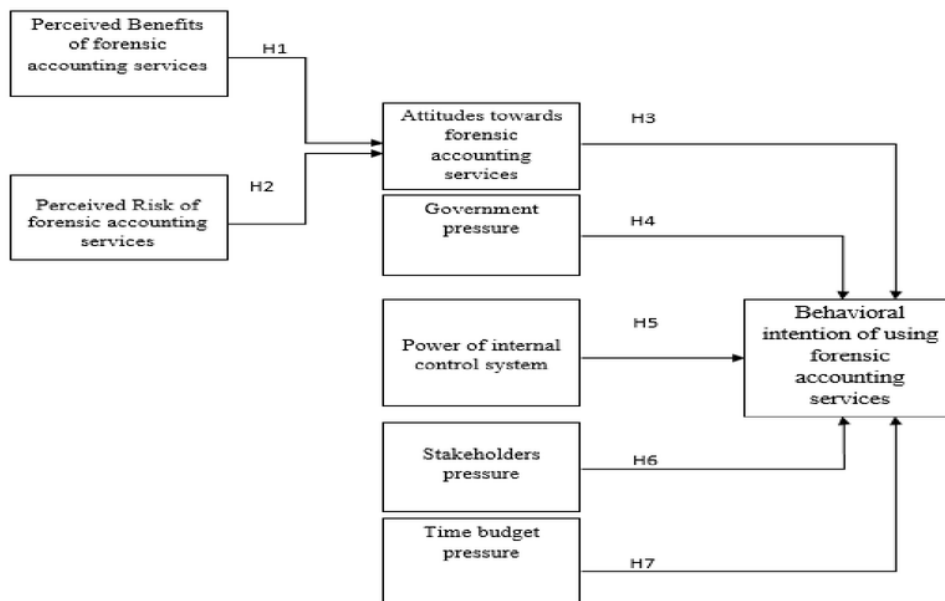 Perceived Benefits
of forensic
accounting services
H1
Perceived Risk of
forensic accounting
services
H2
Attitudes towards
forensic
accounting
services
H3
Government
pressure
H4
Power of internal
control system
H5
Behavioral
intention of using
forensic
accounting
services
Stakeholders
pressure
H6
Time budget
pressure
H7